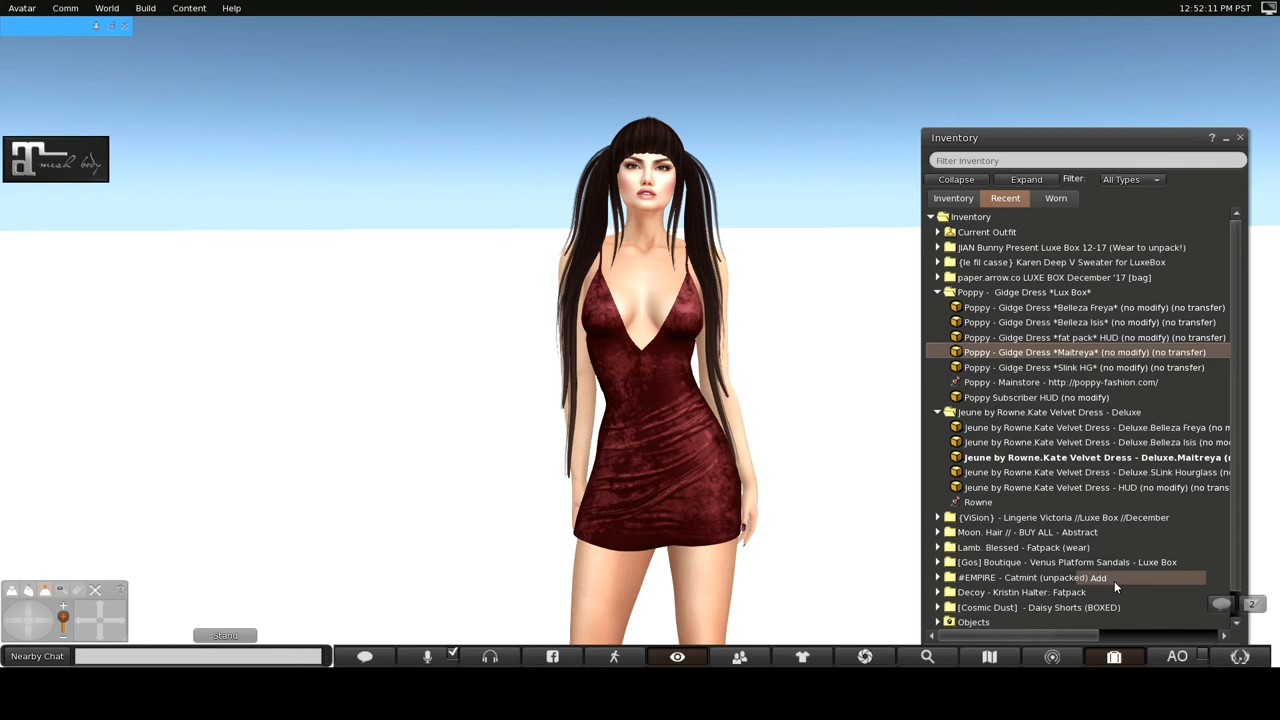 Avatar Comm World Build Content Help 12:52:11 PM PST
mesh body
Inventory ?
Filter Inventory
Collapse Expand Filter: All Types
Inventory Recent Worn
Inventory
Current Outfit
JIAN Bunny Present Luxe Box 12-17 (Wear to unpack!)
{le fil casse} Karen Deep V Sweater for LuxeBox
paper.arrow.co LUXE BOX December '17 [bag]
Poppy - Gidge Dress *Lux Box*
Poppy - Gidge Dress *Belleza Freya* (no modify) (no transfer)
Poppy - Gidge Dress *Belleza Isis* (no modify) (no transfer)
Poppy - Gidge Dress *fat pack* HUD (no modify) (no transfer)
Poppy - Gidge Dress *Maitreya* (no modify) (no transfer)
Poppy - Gidge Dress *Slink HG* (no modify) (no transfer)
Poppy - Mainstore - http://poppy-fashion.com/
Poppy Subscriber HUD (no modify)
Jeune by Rowne.Kate Velvet Dress - Deluxe
Jeune by Rowne.Kate Velvet Dress - Deluxe.Belleza Freya (no m
Jeune by Rowne.Kate Velvet Dress - Deluxe.Belleza Isis (no mo
Jeune by Rowne.Kate Velvet Dress - Deluxe.Maitreya (
Jeune by Rowne.Kate Velvet Dress - Deluxe.SLink Hourglass (n
Jeune by Rowne.Kate Velvet Dress - HUD (no modify) (no trans
Rowne
{ViSion} - Lingerie Victoria //Luxe Box //December
Moon. Hair // - BUY ALL - Abstract
Lamb. Blessed - Fatpack (wear)
[Gos] Boutique - Venus Platform Sandals - Luxe Box
#EMPIRE - Catmint (unpacked) Add
Decoy - Kristin Halter: Fatpack
[Cosmic Dust] - Daisy Shorts (BOXED)
Objects
2
Stand
Nearby Chat
AO